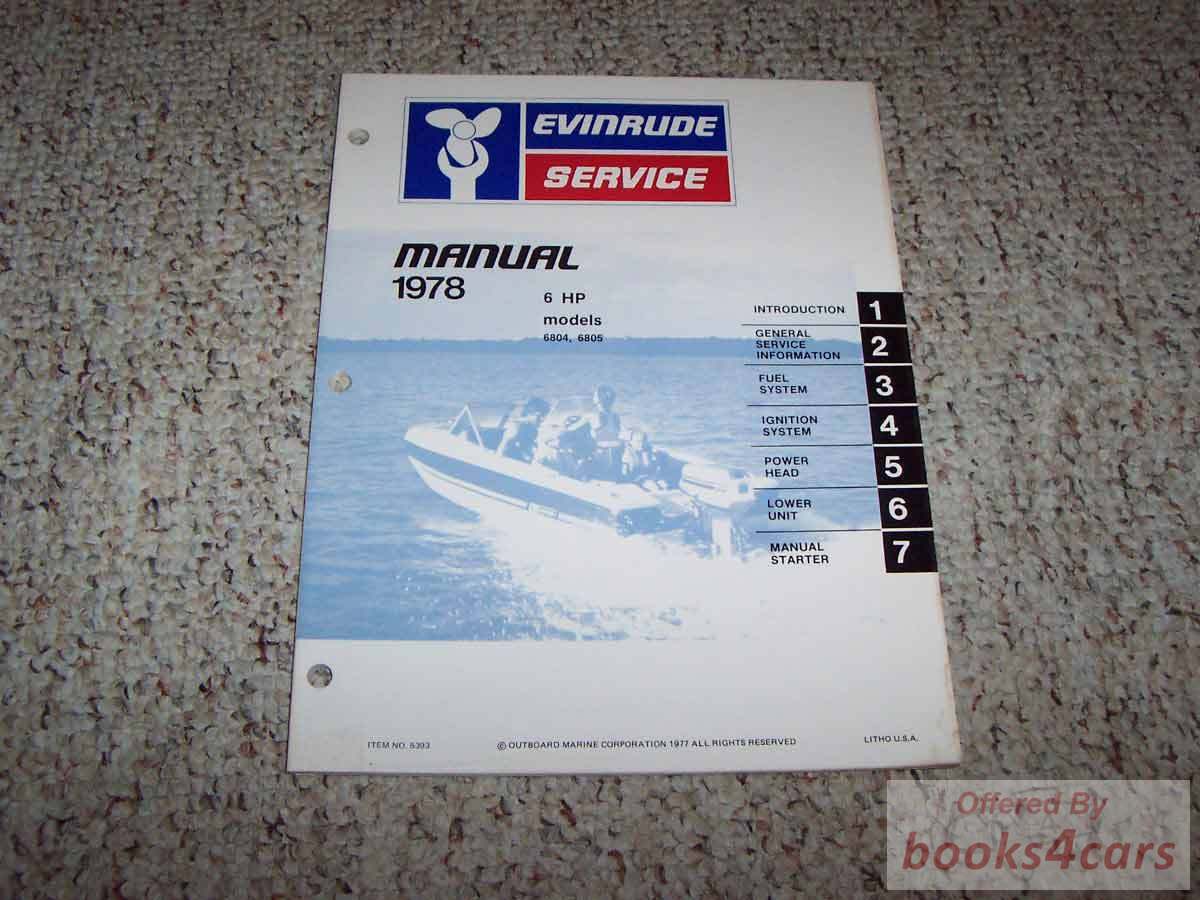 EVINRUDE
SERVICE
MANUAL
1978
6 HP
models
6804, 6805
INTRODUCTION 1
GENERAL
SERVICE
INFORMATION 2
FUEL
SYSTEM 3
IGNITION
SYSTEM 4
POWER
HEAD 5
LOWER
UNIT 6
MANUAL
STARTER 7
ITEM NO. 5393
© OUTBOARD MARINE CORPORATION 1977 ALL RIGHTS RESERVED
LITHO U.S.A.
Offered By
books4cars